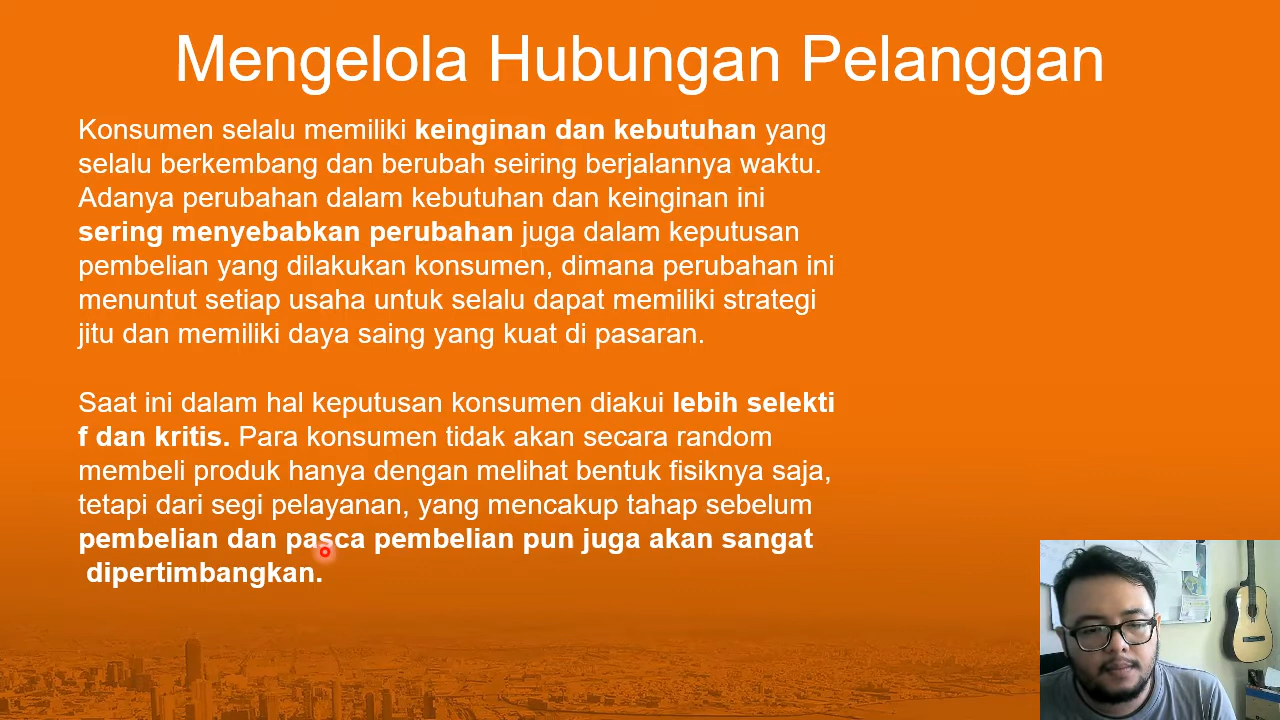 Mengelola Hubungan Pelanggan
Konsumen selalu memiliki keinginan dan kebutuhan yang
selalu berkembang dan berubah seiring berjalannya waktu.
Adanya perubahan dalam kebutuhan dan keinginan ini
sering menyebabkan perubahan juga dalam keputusan
pembelian yang dilakukan konsumen, dimana perubahan ini
menuntut setiap usaha untuk selalu dapat memiliki strategi
jitu dan memiliki daya saing yang kuat di pasaran.
Saat ini dalam hal keputusan konsumen diakui lebih selekti
f dan kritis. Para konsumen tidak akan secara random
membeli produk hanya dengan melihat bentuk fisiknya saja,
tetapi dari segi pelayanan, yang mencakup tahap sebelum
pembelian dan pasca pembelian pun juga akan sangat
dipertimbangkan.